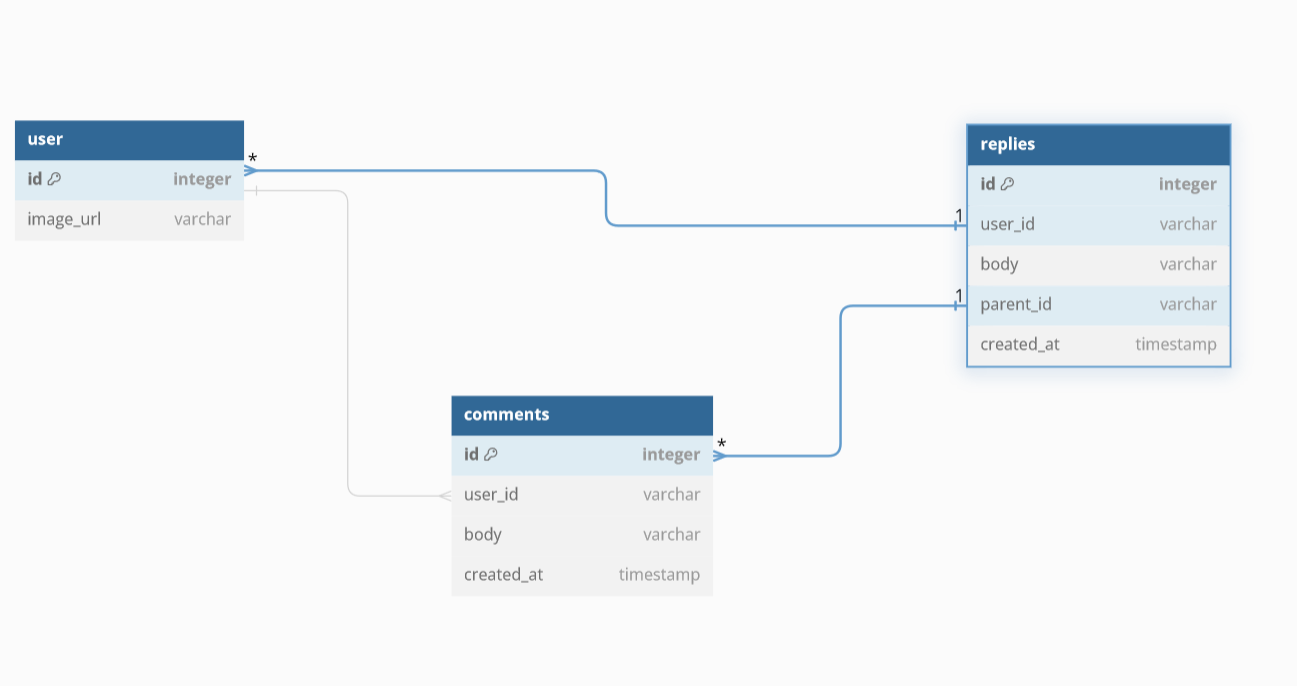 user
id integer
image_url varchar
*
replies
id integer
1
user_id varchar
body varchar
1
parent_id varchar
created_at timestamp
comments
*
id integer
user_id varchar
body varchar
created_at timestamp